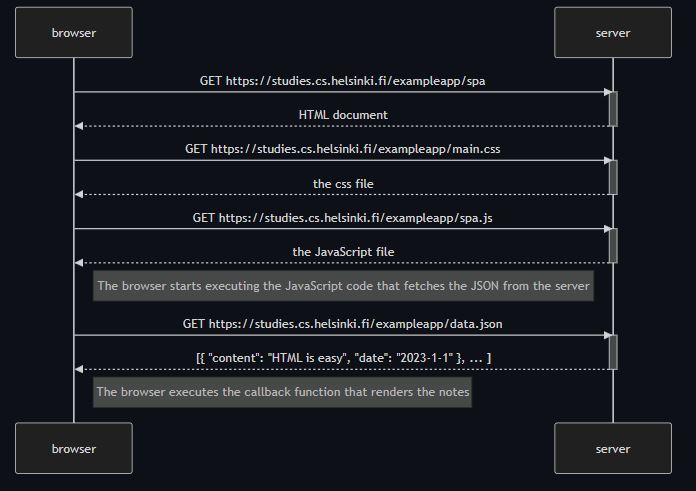 browser
server
GET https://studies.cs.helsinki.fi/exampleapp/spa
HTML document
GET https://studies.cs.helsinki.fi/exampleapp/main.css
the css file
GET https://studies.cs.helsinki.fi/exampleapp/spa.js
the JavaScript file
The browser starts executing the JavaScript code that fetches the JSON from the server
GET https://studies.cs.helsinki.fi/exampleapp/data.json
[{ "content": "HTML is easy", "date": "2023-1-1" }, ... ]
The browser executes the callback function that renders the notes
browser
server